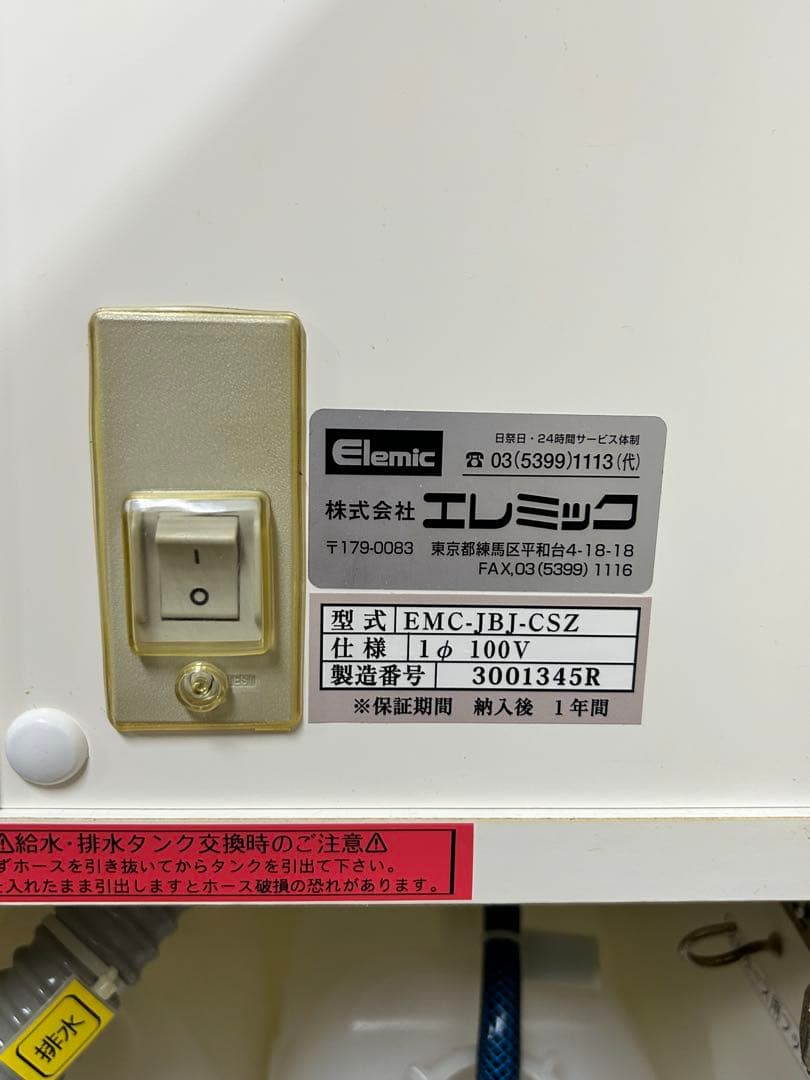 Elemic
日祭日・24時間サービス体制
☎ 03(5399)1113(代)
株式会社 エレミック
〒179-0083 東京都練馬区平和台4-18-18
FAX,03(5399)1116
I
O
型式 EMC-JBJ-CSZ
仕様 1φ 100V
製造番号 3001345R
※保証期間 納入後 1年間
⚠給水・排水タンク交換時のご注意⚠
ずホースを引き抜いてからタンクを引出て下さい。
入れたまま引出しますとホース破損の恐れがあります。
排水